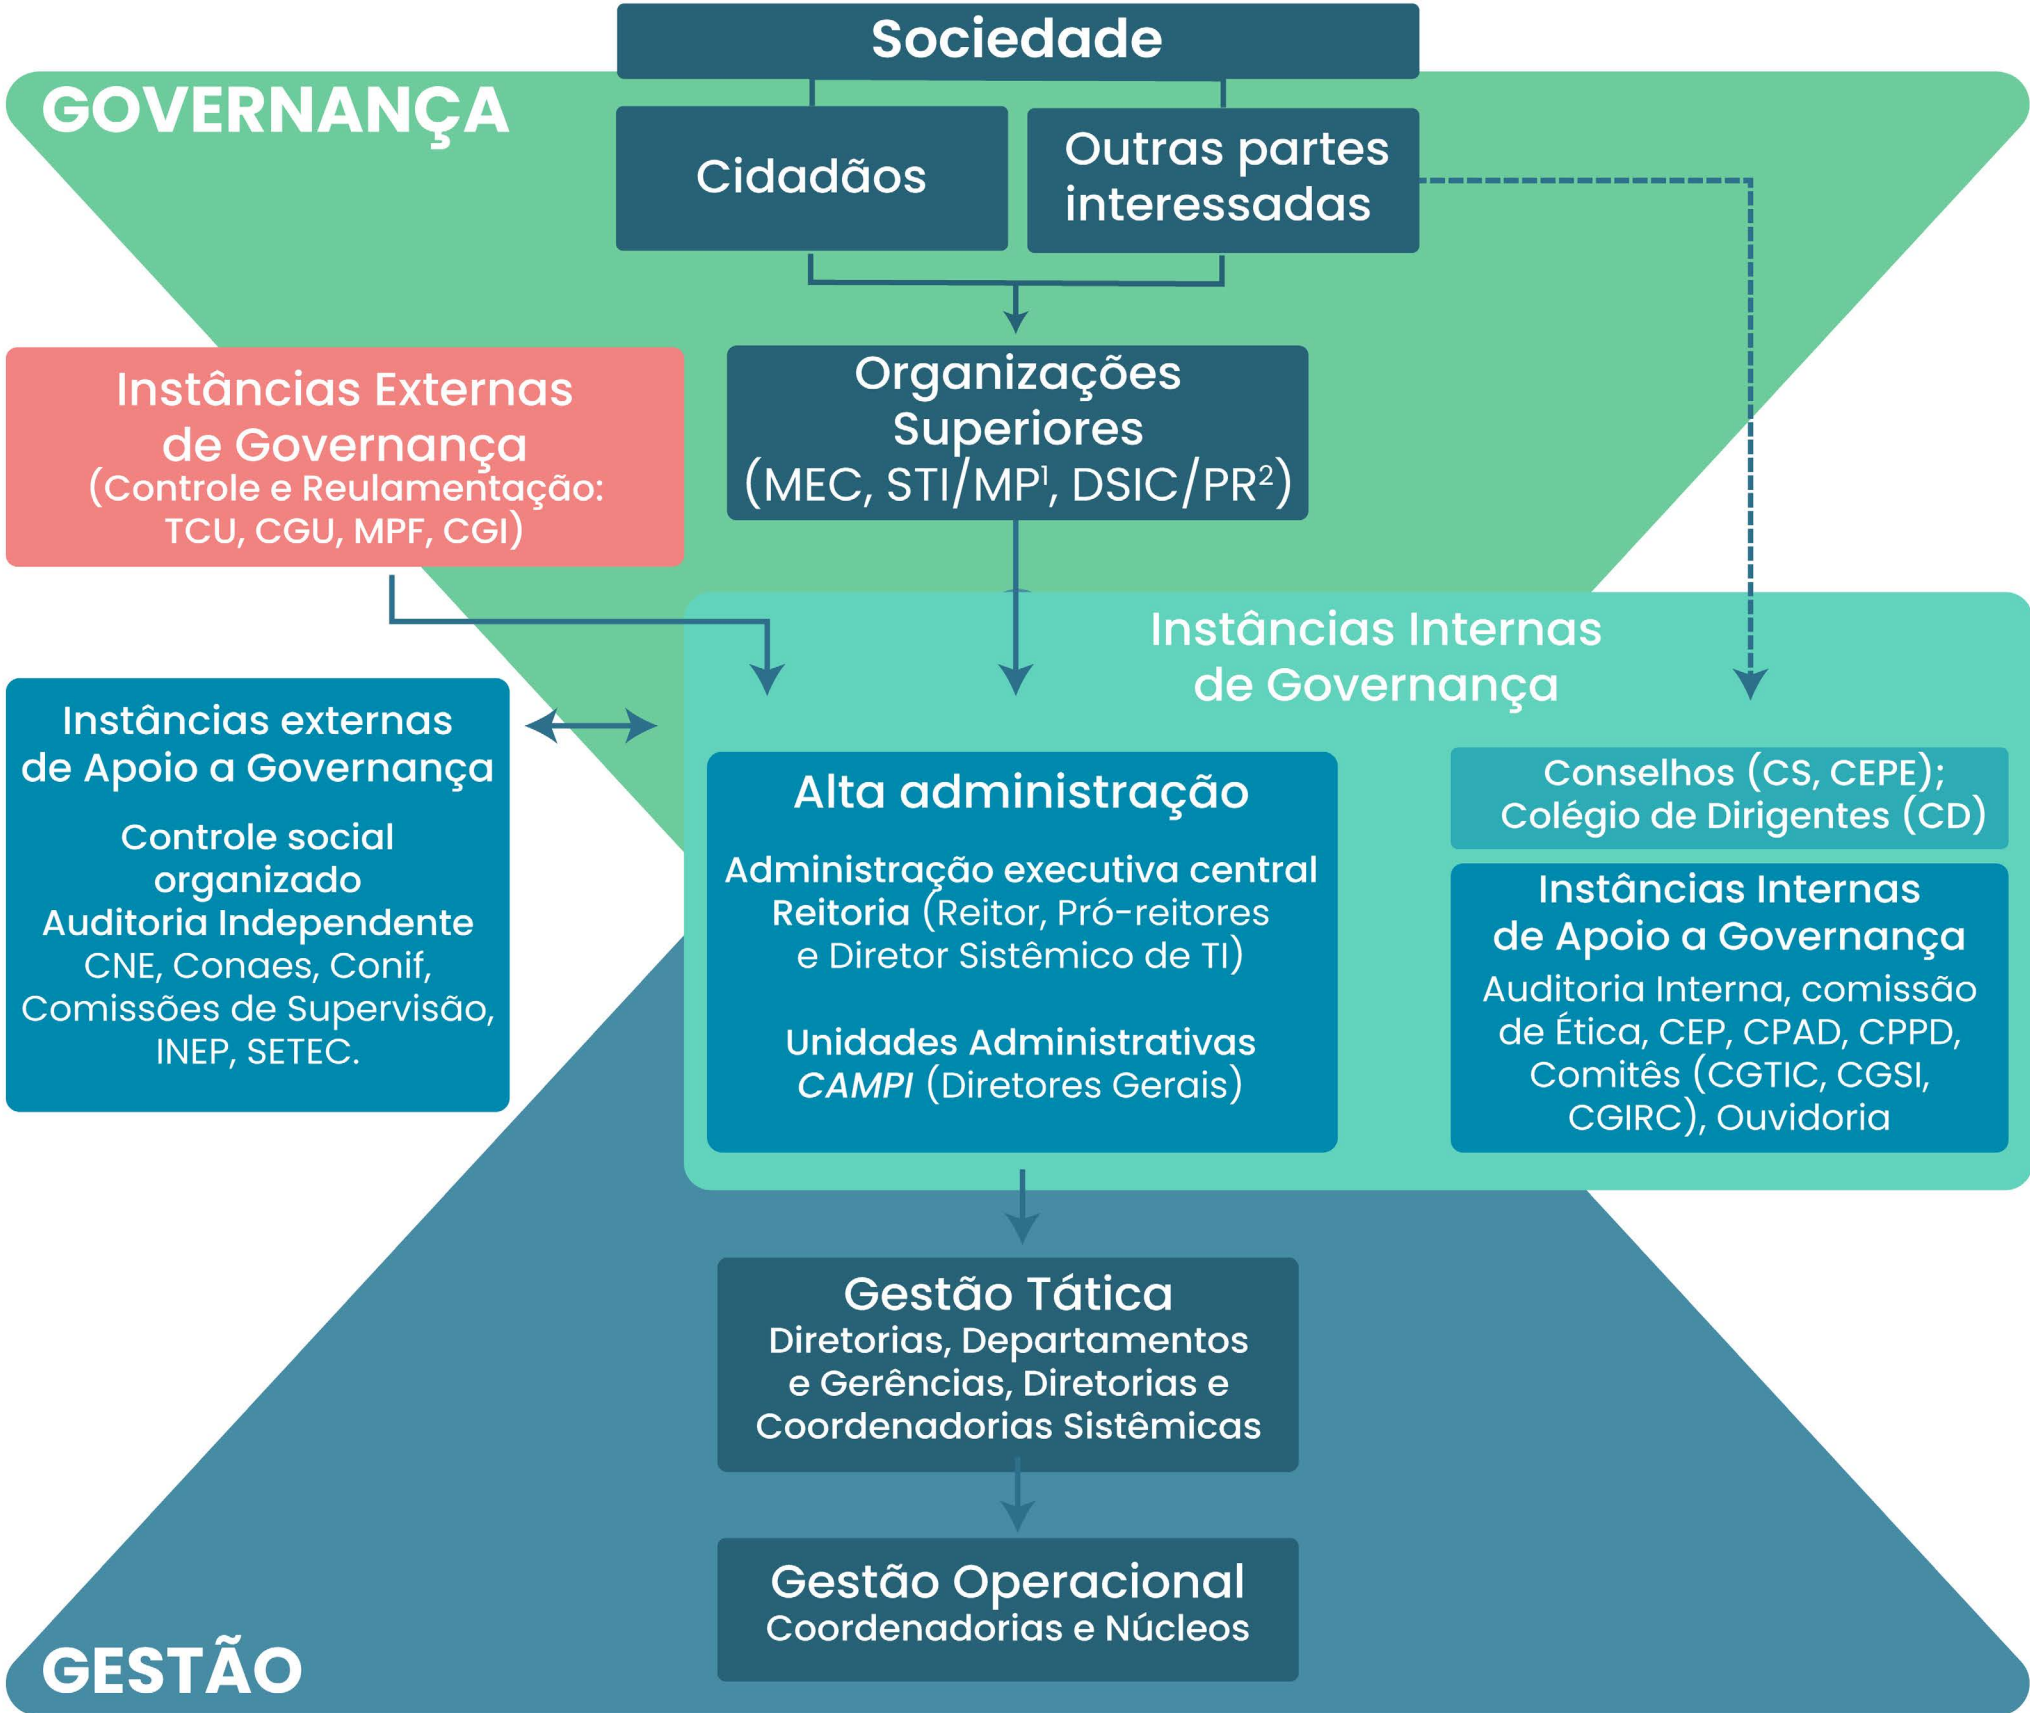 Sociedade
GOVERNANÇA
Cidadãos
Outras partes
interessadas
Organizações
Superiores
(MEC, STI/MP¹, DSIC/PR²)
Instâncias Externas
de Governança
(Controle e Reulamentação:
TCU, CGU, MPF, CGI)
Instâncias Internas
de Governança
Instâncias externas
de Apoio a Governança
Controle social
organizado
Auditoria Independente
CNE, Conaes, Conif,
Comissões de Supervisão,
INEP, SETEC.
Alta administração
Administração executiva central
Reitoria (Reitor, Pró-reitores
e Diretor Sistêmico de TI)
Unidades Administrativas
CAMPI (Diretores Gerais)
Conselhos (CS, CEPE);
Colégio de Dirigentes (CD)
Instâncias Internas
de Apoio a Governança
Auditoria Interna, comissão
de Ética, CEP, CPAD, CPPD,
Comitês (CGTIC, CGSI,
CGIRC), Ouvidoria
Gestão Tática
Diretorias, Departamentos
e Gerências, Diretorias e
Coordenadorias Sistêmicas
Gestão Operacional
Coordenadorias e Núcleos
GESTÃO